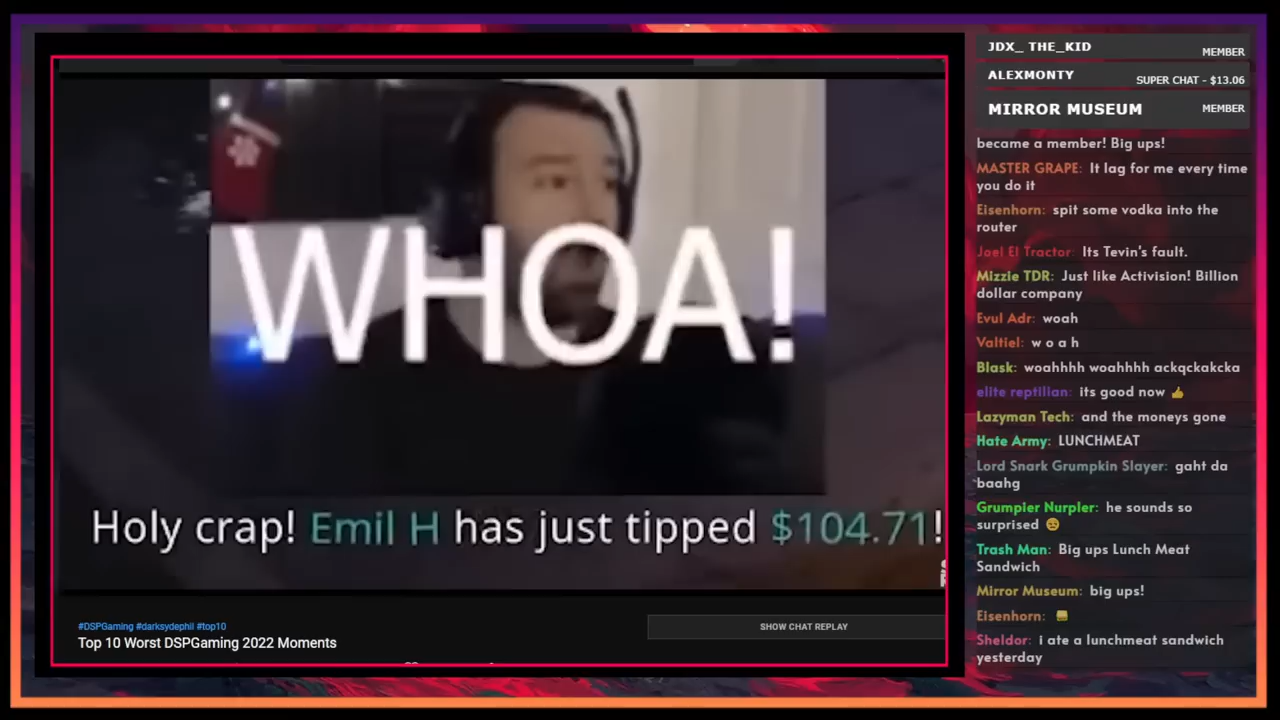 WHOA!
Holy crap! Emil H has just tipped $104.71!
#DSPGaming #darksydephil #top10
Top 10 Worst DSPGaming 2022 Moments
SHOW CHAT REPLAY
JDX_ THE_KID MEMBER
ALEXMONTY SUPER CHAT - $13.06
MIRROR MUSEUM MEMBER
became a member! Big ups!
MASTER GRAPE: It lag for me every time
you do it
Eisenhorn: spit some vodka into the
router
Joel El Tractor: Its Tevin's fault.
Mizzie TDR: Just like Activision! Billion
dollar company
Evul Adr: woah
Valtiel: w o a h
Blask: woahhhh woahhhh ackqckakcka
elite reptilian: its good now 👍
Lazyman Tech: and the moneys gone
Hate Army: LUNCHMEAT
Lord Snark Grumpkin Slayer: gaht da
baahg
Grumpier Nurpler: he sounds so
surprised
Trash Man: Big ups Lunch Meat
Sandwich
Mirror Museum: big ups!
Eisenhorn:
Sheldor: i ate a lunchmeat sandwich
yesterday